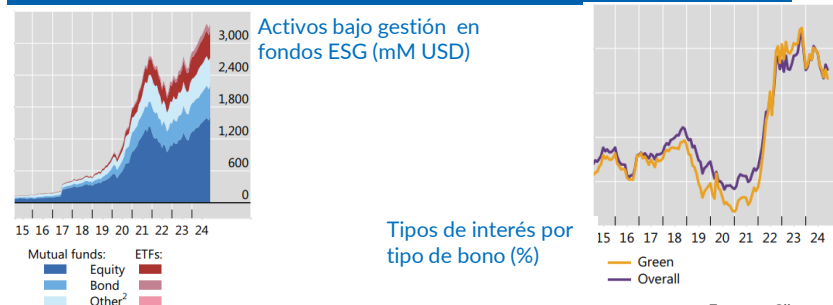 Activos bajo gestión en
fondos ESG (mM USD)
3,000
2,400
1,800
1,200
600
0
15 16 17 18 19 20 21 22 23 24
Mutual funds: ETFs:
Equity
Bond
Other2
Tipos de interés por
tipo de bono (%)
15 16 17 18 19 20 21 22 23 24
Green
Overall